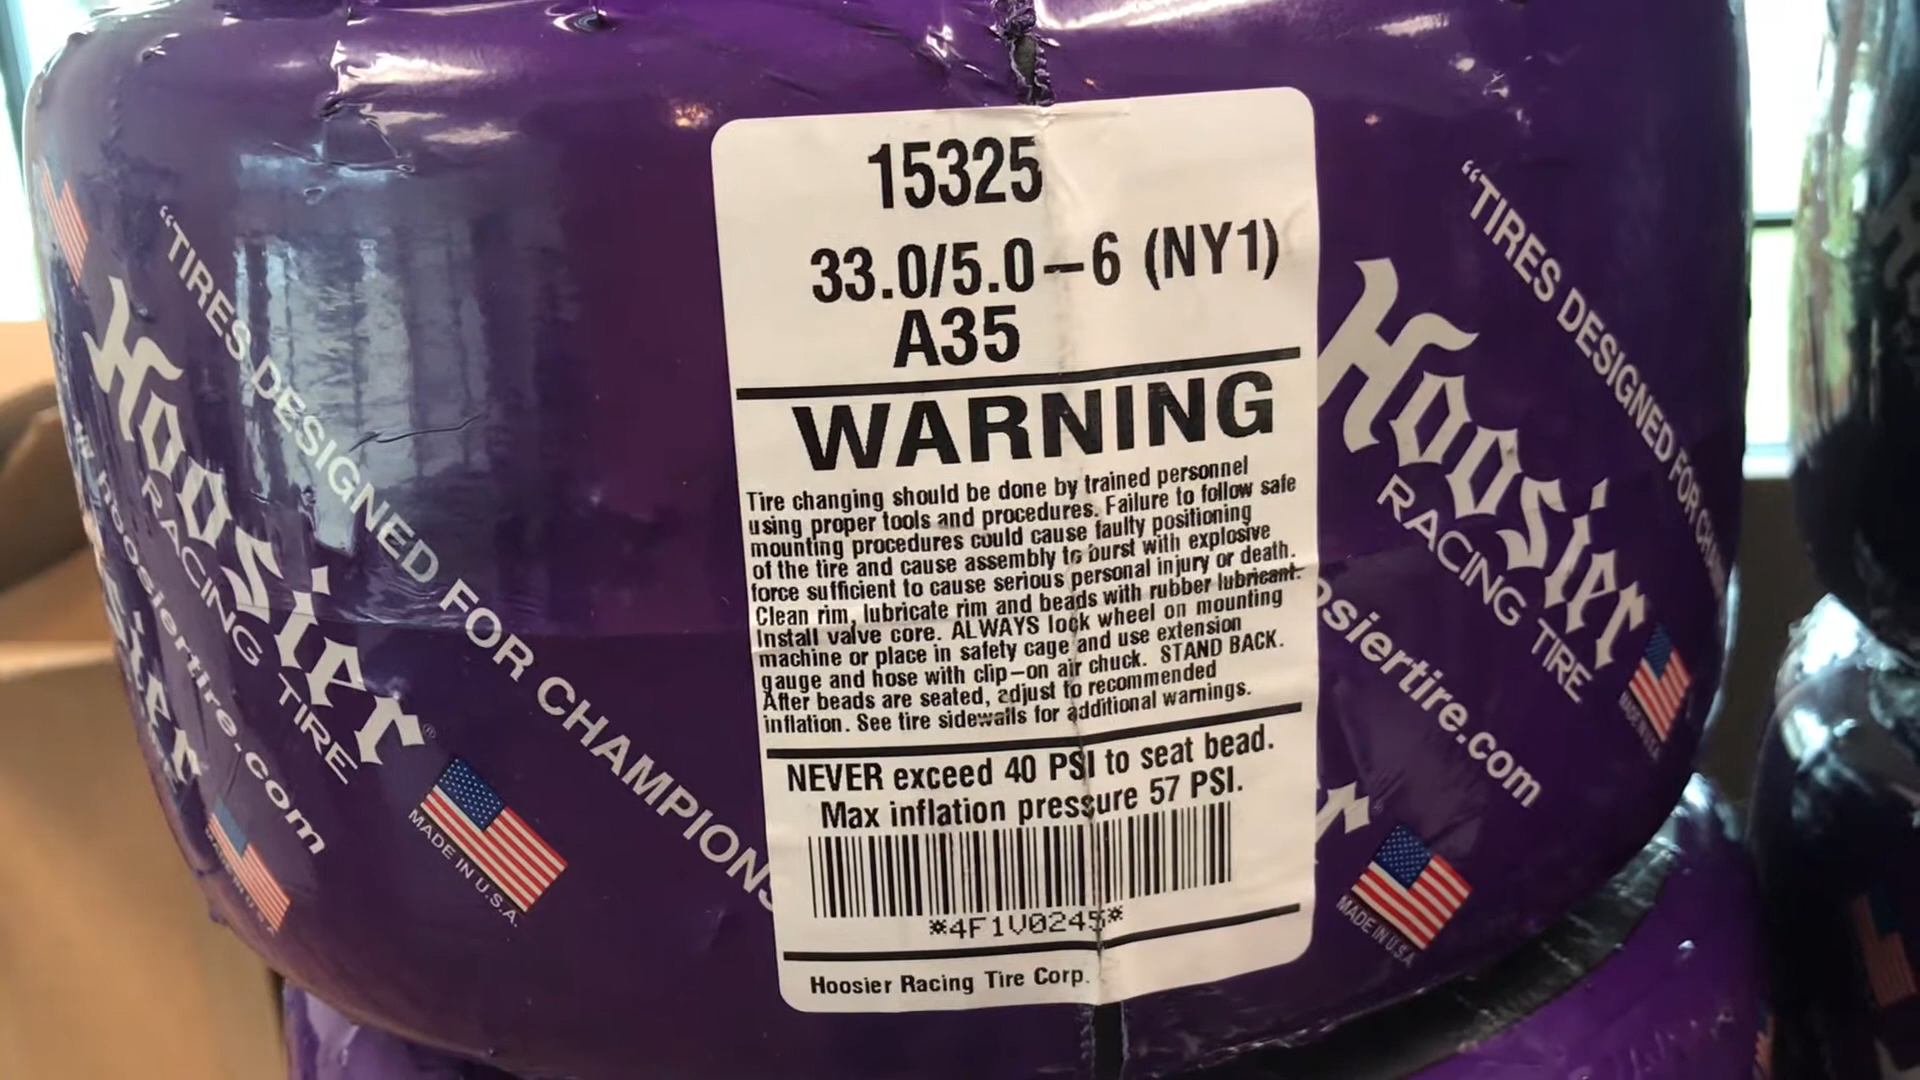 15325
33.0/5.0-6 (NY1)
A35
WARNING
Tire changing should be done by trained personnel
using proper tools and procedures. Failure to follow safe
mounting procedures could cause faulty positioning
of the tire and cause assembly to burst with explosive
force sufficient to cause serious personal injury or death.
Clean rim, lubricate rim and beads with rubber lubricant.
Install valve core. ALWAYS lock wheel on mounting
machine or place in safety cage and use extension
gauge and hose with clip-on air chuck. STAND BACK.
After beads are seated, adjust to recommended
inflation. See tire sidewalls for additional warnings.
NEVER exceed 40 PSI to seat bead.
Max inflation pressure 57 PSI.
*4F1V0245*
Hoosier Racing Tire Corp.
"TIRES DESIGNED FOR CHAMPIONS
Hoosier®
RACING TIRE
MADE IN U.S.A.
hoosiertire.com
"TIRES DESIGNED FOR
Hoosier
RACING TIRE
MADE IN U.S.A.
osiertire.com
MADE IN U.S.A